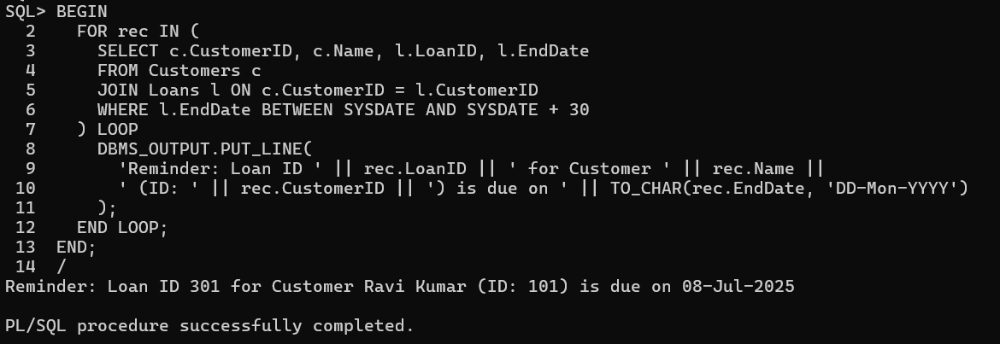 SQL> BEGIN
  2    FOR rec IN (
  3      SELECT c.CustomerID, c.Name, l.LoanID, l.EndDate
  4      FROM Customers c
  5      JOIN Loans l ON c.CustomerID = l.CustomerID
  6      WHERE l.EndDate BETWEEN SYSDATE AND SYSDATE + 30
  7    ) LOOP
  8      DBMS_OUTPUT.PUT_LINE(
  9        'Reminder: Loan ID ' || rec.LoanID || ' for Customer ' || rec.Name ||
 10        ' (ID: ' || rec.CustomerID || ') is due on ' || TO_CHAR(rec.EndDate, 'DD-Mon-YYYY')
 11      );
 12    END LOOP;
 13  END;
 14  /
Reminder: Loan ID 301 for Customer Ravi Kumar (ID: 101) is due on 08-Jul-2025

PL/SQL procedure successfully completed.